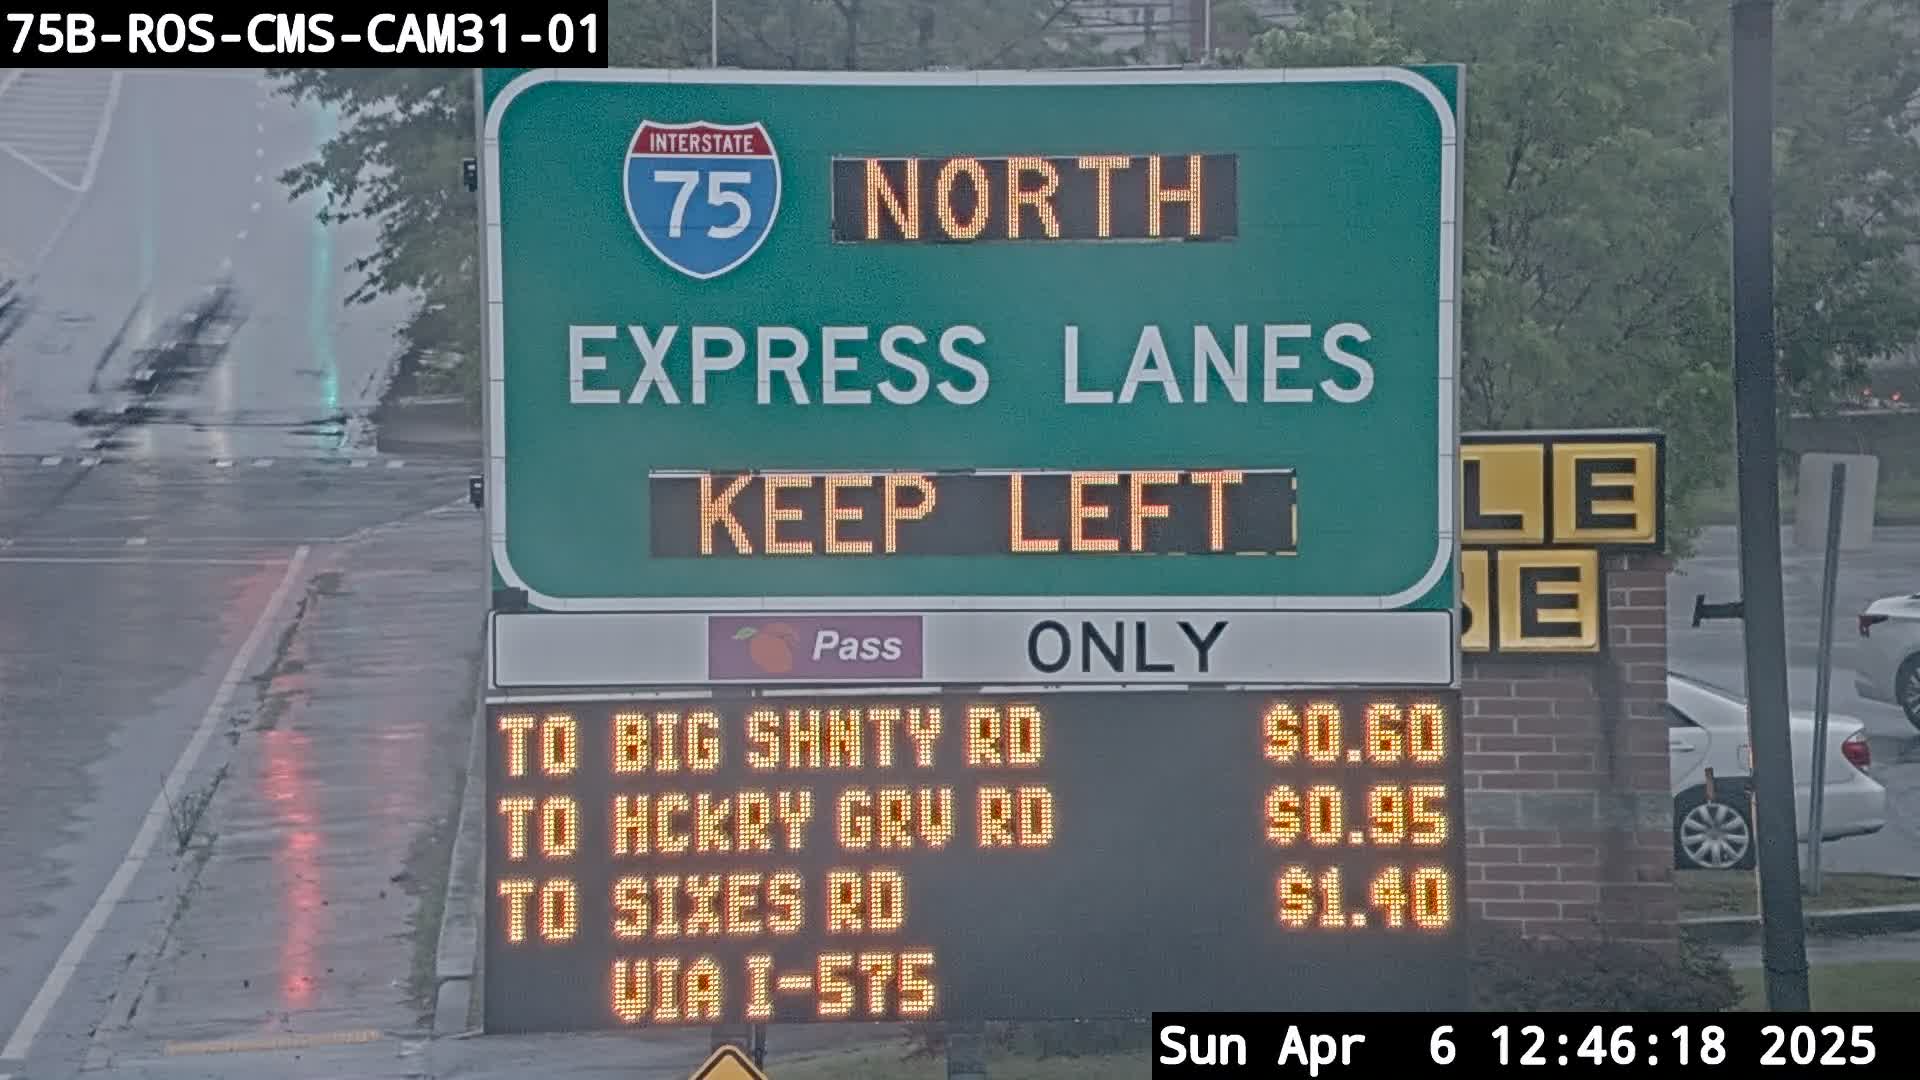 75B-ROS-CMS-CAM31-01
INTERSTATE
75
NORTH
EXPRESS LANES
KEEP LEFT
LE
E
Pass ONLY
TO BIG SHNTY RD $0.60
TO HCKRY GRV RD $0.95
TO SIXES RD $1.40
VIA I-575
Sun Apr 6 12:46:18 2025